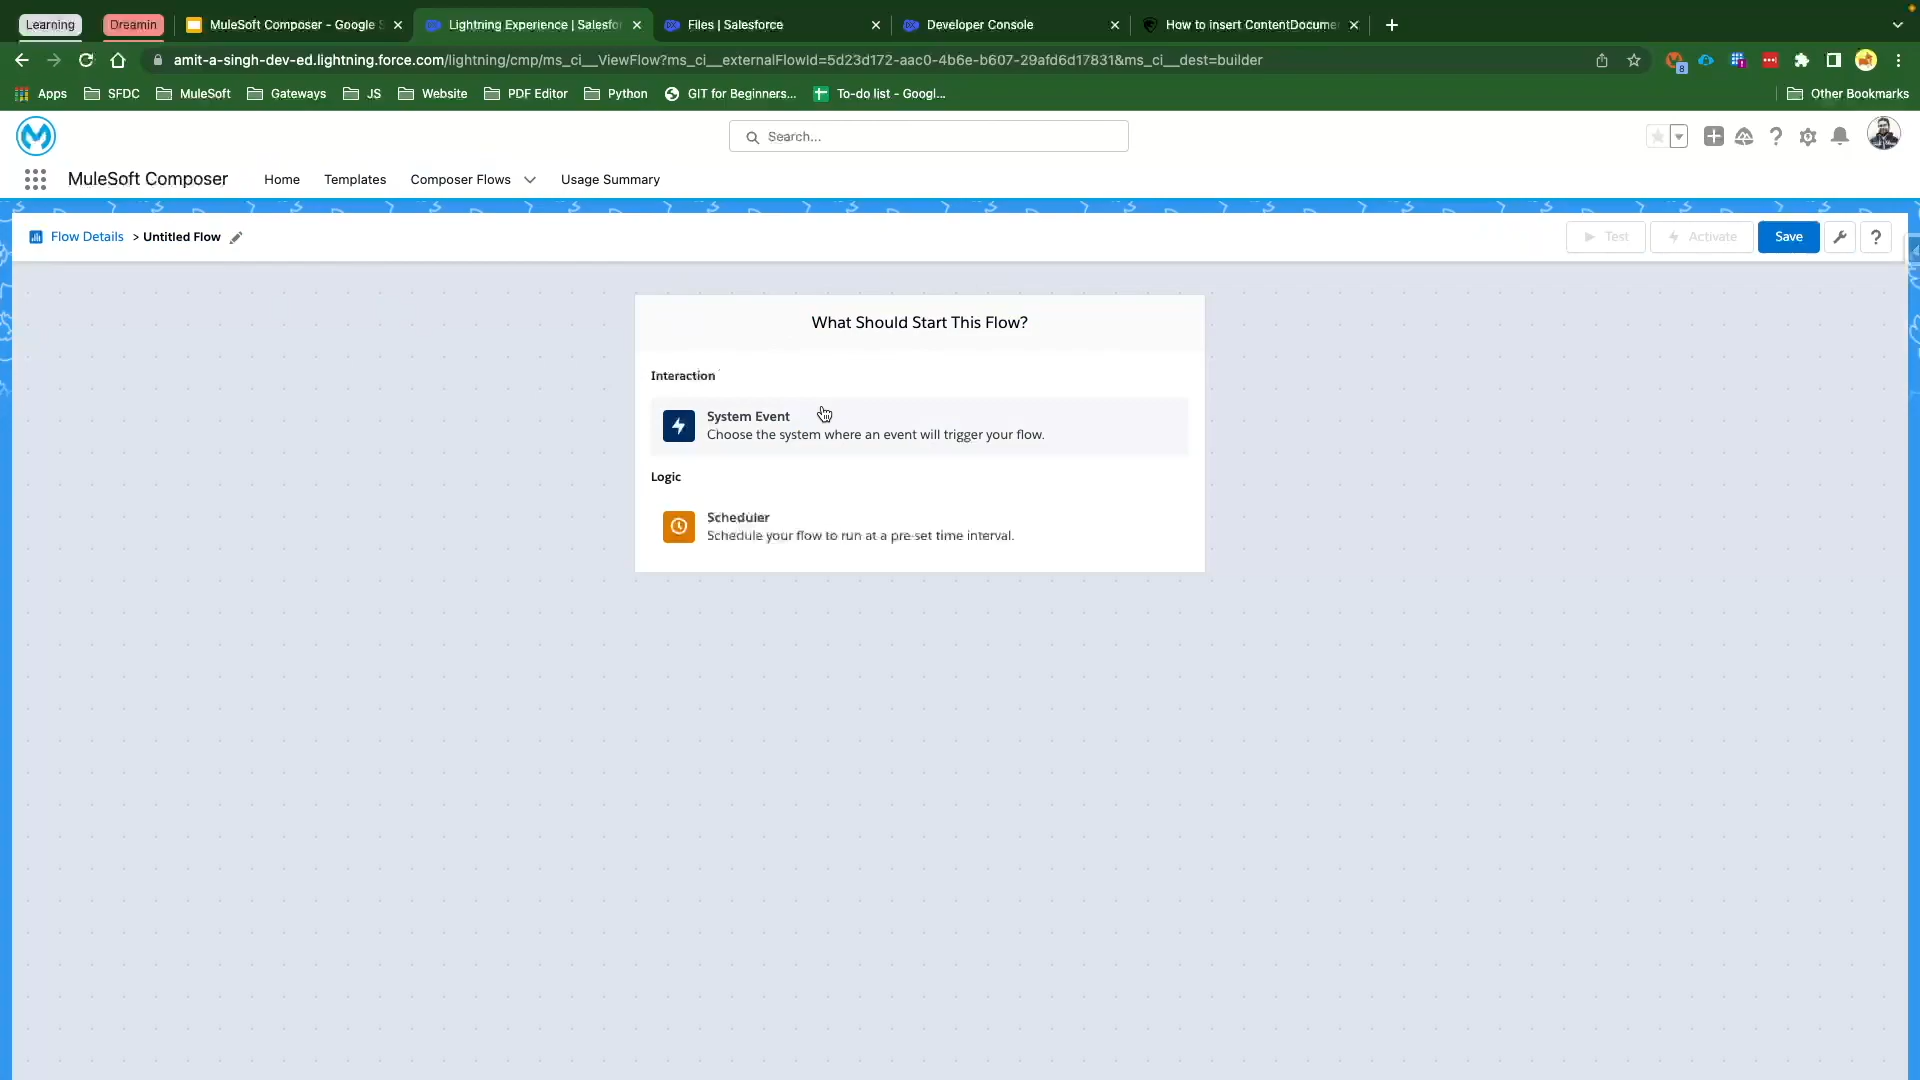 Learning
Dreamin
MuleSoft Composer - Google S
Lightning Experience | Salesfo
Files | Salesforce
Developer Console
How to insert ContentDocume
amit-a-singh-dev-ed.lightning.force.com/lightning/cmp/ms_ci__ViewFlow?ms_ci__externalFlowId=5d23d172-aac0-4b6e-b607-29afd6d17831&ms_ci__dest=builder
8
Apps
SFDC
MuleSoft
Gateways
JS
Website
PDF Editor
Python
GIT for Beginners...
To-do list - Googl...
Other Bookmarks
Search...
MuleSoft Composer
Home
Templates
Composer Flows
Usage Summary
Flow Details > Untitled Flow
Test
Activate
Save
?
What Should Start This Flow?
Interaction
System Event
Choose the system where an event will trigger your flow.
Logic
Scheduler
Schedule your flow to run at a pre-set time interval.